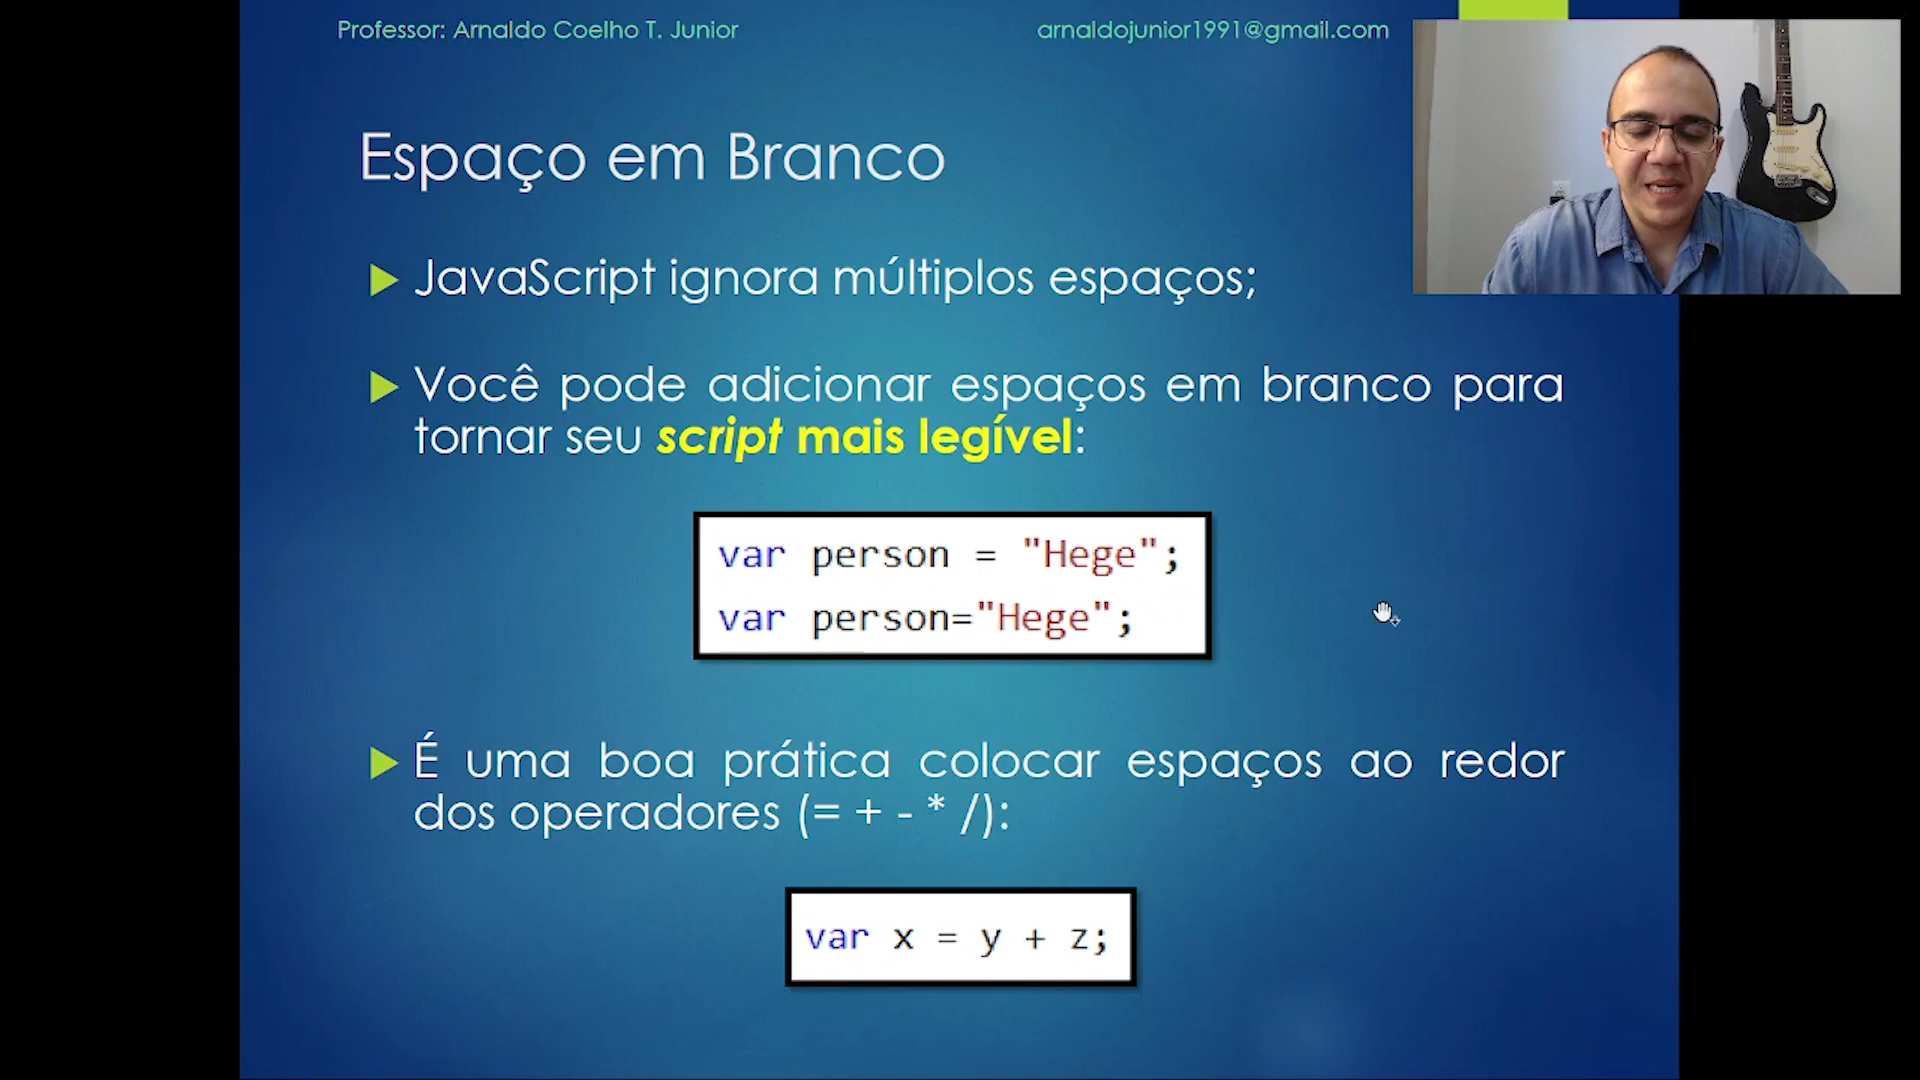 Professor: Arnaldo Coelho T. Junior
arnaldojunior1991@gmail.com
Espaço em Branco
JavaScript ignora múltiplos espaços;
Você pode adicionar espaços em branco para
tornar seu script mais legível:
var person = "Hege";
var person="Hege";
É uma boa prática colocar espaços ao redor
dos operadores (= + - * /):
var x = y + z;